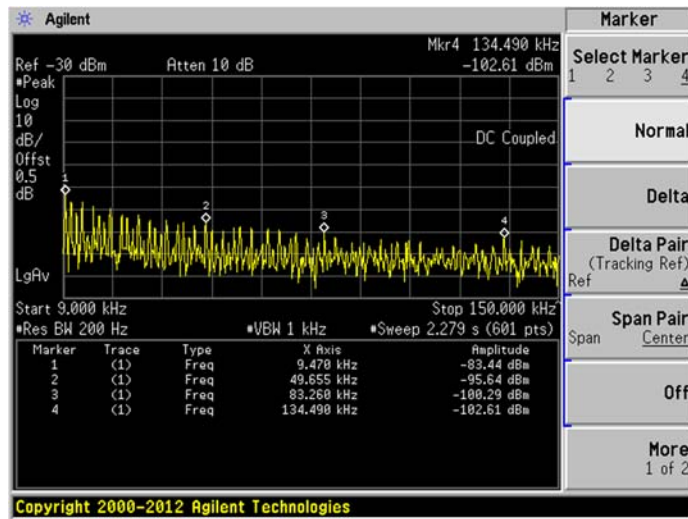 Agilent
Marker
Mkr4 134.490 kHz
Ref -30 dBm Atten 10 dB -102.61 dBm
#Peak
Log
10
dB/
Offst
0.5
dB
DC Coupled
1
2
3
4
LgAv
Start 9.000 kHz Stop 150.000 kHz^
#Res BW 200 Hz #VBW 1 kHz #Sweep 2.279 s (601 pts)
Marker Trace Type X Axis Amplitude
1 (1) Freq 9.470 kHz -83.44 dBm
2 (1) Freq 49.655 kHz -95.64 dBm
3 (1) Freq 83.260 kHz -100.29 dBm
4 (1) Freq 134.490 kHz -102.61 dBm
Select Marker
1 2 3 4
Normal
Delta
Delta Pair
(Tracking Ref)
Ref Δ
Span Pair
Span Center
Off
More
1 of 2
Copyright 2000-2012 Agilent Technologies